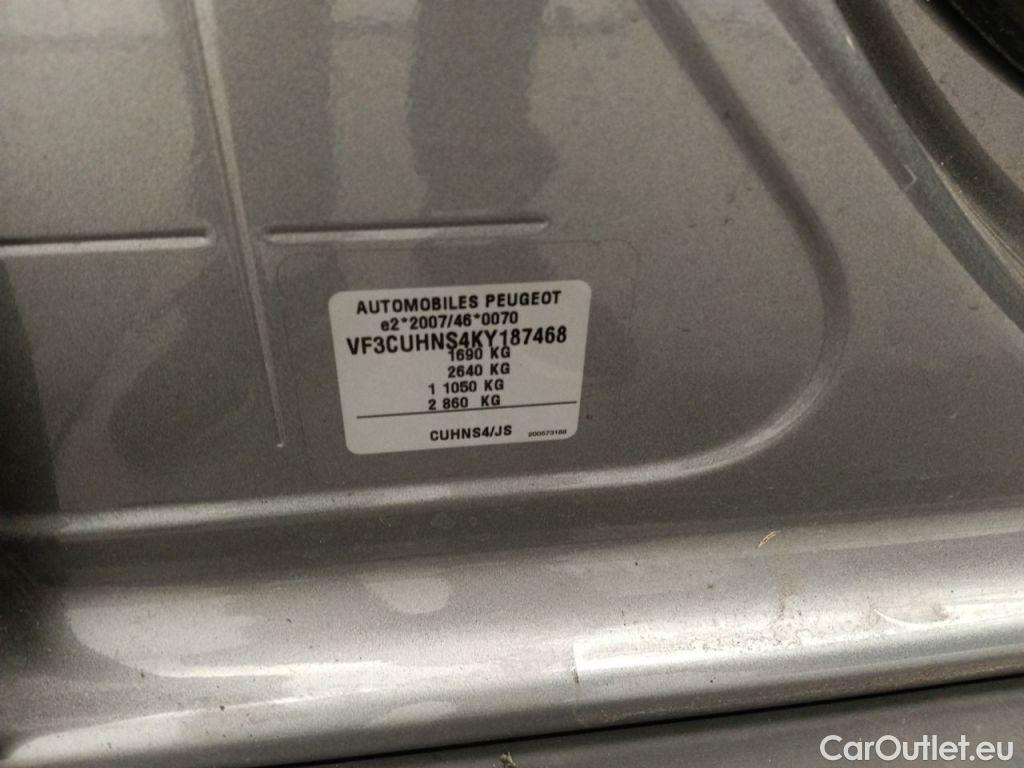 AUTOMOBILES PEUGEOT
e2*2007/46*0070
VF3CUHNS4KY187468
1690 KG
2640 KG
1 1050 KG
2 860 KG
CUHNS4/JS 200573188
CarOutlet.eu